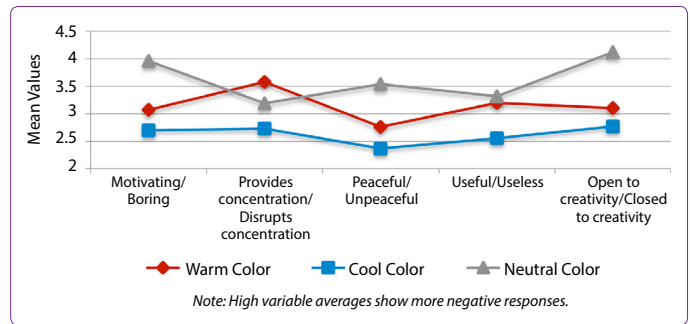 4.5
4
3.5
3
2.5
2
Mean Values
Motivating/
Boring
Provides
concentration/
Disrupts
concentration
Peaceful/
Unpeaceful
Useful/Useless
Open to
creativity/Closed
to creativity
Warm Color
Cool Color
Neutral Color
Note: High variable averages show more negative responses.